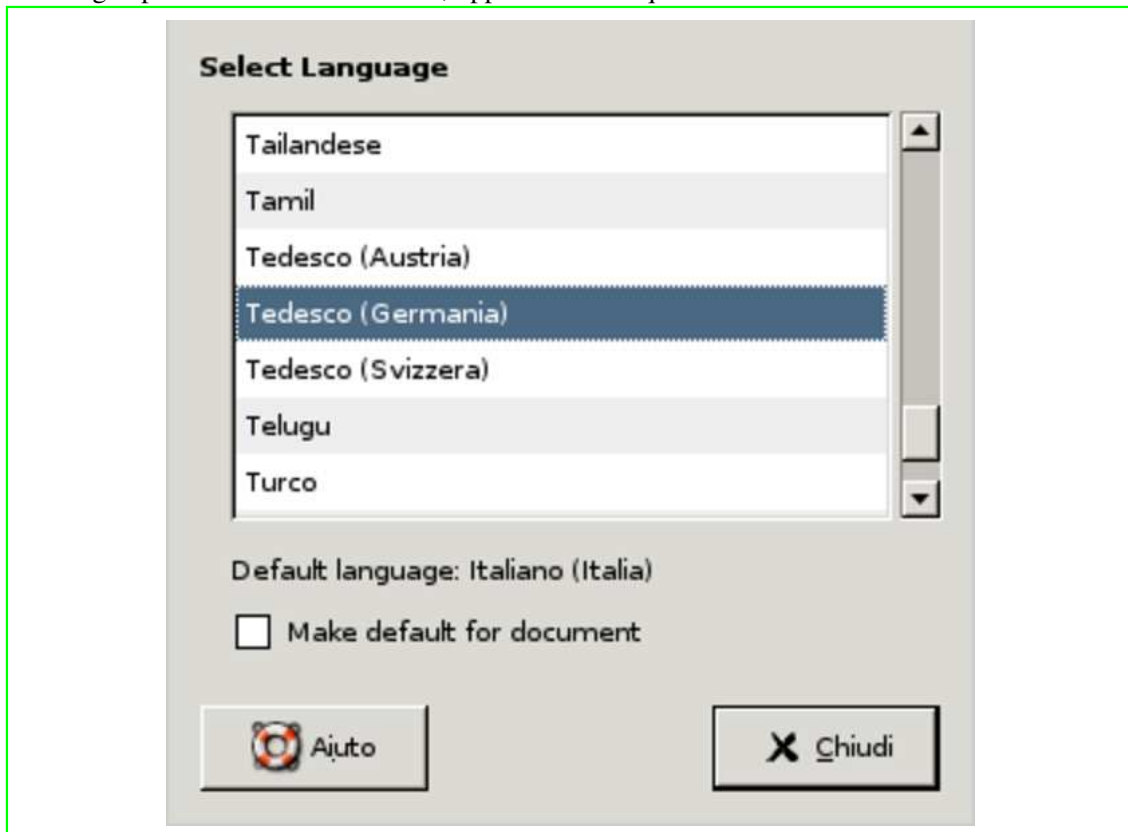 Select Language
Tailandese
Tamil
Tedesco (Austria)
Tedesco (Germania)
Tedesco (Svizzera)
Telugu
Turco
Default language: Italiano (Italia)
Make default for document
Aiuto
Chiudi